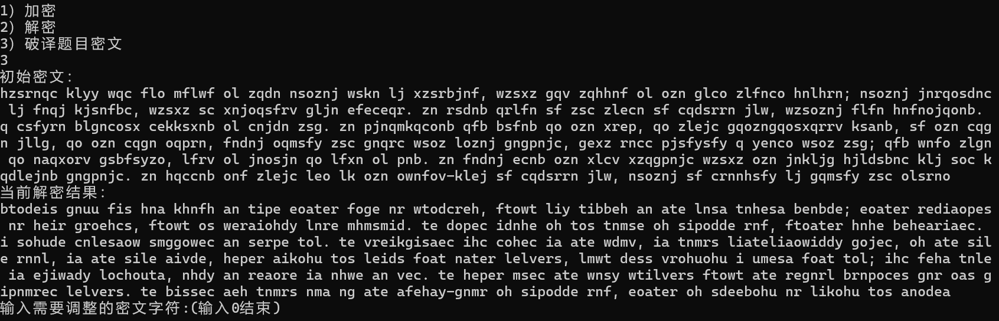 1) 加密
2) 解密
3) 破译题目密文
3
初始密文:
hzsrnqc klyy wqc flo mflwf ol zqdn nsoznj wskn lj xzsrbjnf, wzsxz gqv zqhhnf ol ozn glco zlfnco hnlhrn; nsoznj jnrqosdnc
 lj fnqj kjsnfbc, wzsxz sc xnjoqsfrv gljn efeceqr. zn rsdnb qrlfn sf zsc zlecn sf cqdsrrn jlw, wzsoznj flfn hnfnojqonb.
q csfyrn blgncosx cekksxnb ol cnjdn zsg. zn pjnqmkqconb qfb bsfnb qo ozn xrep, qo zlejc gqozngqosxqrrv ksanb, sf ozn cqg
n jllg, qo ozn cqgn oqprn, fndnj oqmsfy zsc gnqrc wsoz loznj gngpnjc, gexz rncc pjsfysfy q yenco wsoz zsg; qfb wnfo zlgn
 qo naqxorv gsbfsyzo, lfrv ol jnosjn qo lfxn ol pnb. zn fndnj ecnb ozn xlcv xzqgpnjc wzsxz ozn jnkljg hjldsbnc klj soc k
qdlejnb gngpnjc. zn hqccnb onf zlejc leo lk ozn ownfov-klej sf cqdsrrn jlw, nsoznj sf crnnhsfy lj gqmsfy zsc olsrno
当前解密结果:
btodeis gnuu fis hna khnfh an tipe eoater foge nr wtodcreh, ftowt liy tibbeh an ate lnsa tnhesa benbde; eoater rediaopes
 nr heir groehcs, ftowt os weraiohdy lnre mhmsmid. te dopec idnhe oh tos tnmse oh sipodde rnf, ftoater hnhe beheariaec.
i sohude cnlesaow smggowec an serpe tol. te vreikgisaec ihc cohec ia ate wdmv, ia tnmrs liateliaowiddy gojec, oh ate sil
e rnnl, ia ate sile aivde, heper aikohu tos leids foat nater lelvers, lmwt dess vrohuohu i umesa foat tol; ihc feha tnle
 ia ejiwady lochouta, nhdy an reaore ia nhwe an vec. te heper msec ate wnsy wtilvers ftowt ate regnrl brnpoces gnr oas g
ipnmrec lelvers. te bissec aeh tnmrs nma ng ate afehay-gnmr oh sipodde rnf, eoater oh sdeebohu nr likohu tos anodea
输入需要调整的密文字符:(输入0结束)